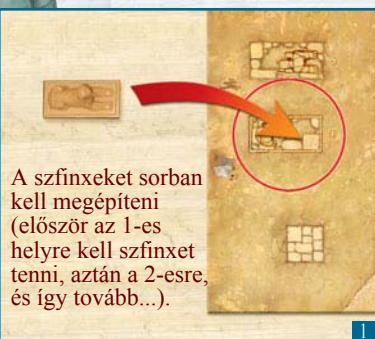 A szfinxeket sorban
kell megépíteni
(először az 1-es
helyre kell szfinxet
tenni, aztán a 2-esre,
és így tovább...).
1